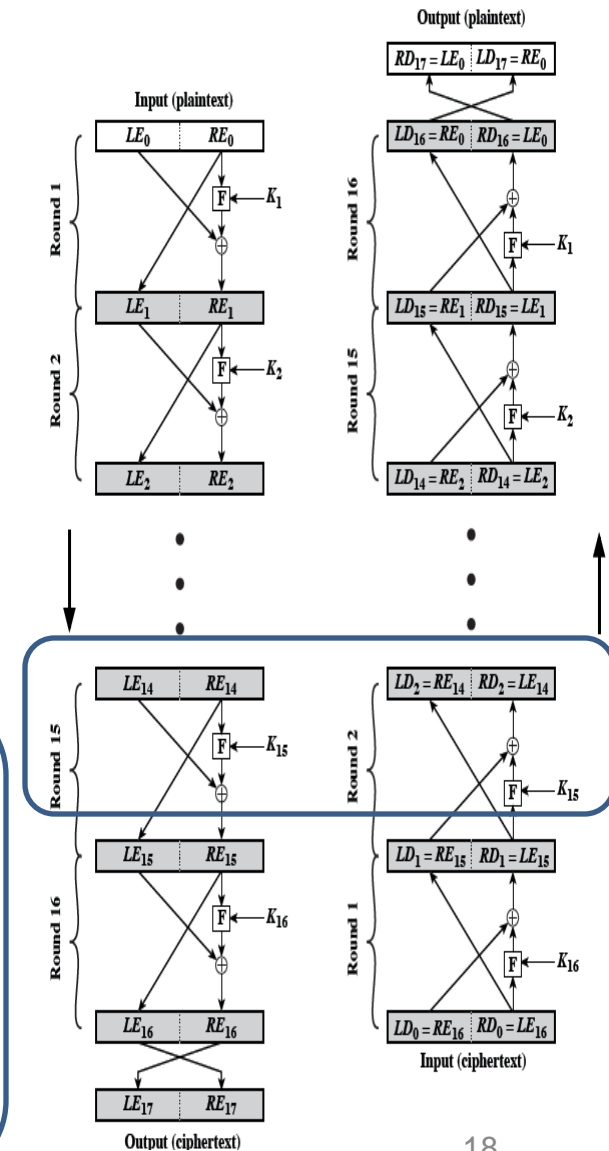 Input (plaintext)
LE0 RE0
Round 1
F K1
+
LE1 RE1
Round 2
F K2
+
LE2 RE2
LE14 RE14
Round 15
F K15
+
LE15 RE15
Round 16
F K16
+
LE16 RE16
LE17 RE17
Output (ciphertext)
Output (plaintext)
RD17 = LE0 LD17 = RE0
LD16 = RE0 RD16 = LE0
Round 16
+
F K1
LD15 = RE1 RD15 = LE1
Round 15
+
F K2
LD14 = RE2 RD14 = LE2
LD2 = RE14 RD2 = LE14
Round 2
+
F K15
LD1 = RE15 RD1 = LE15
Round 1
+
F K16
LD0 = RE16 RD0 = LE16
Input (ciphertext)
18